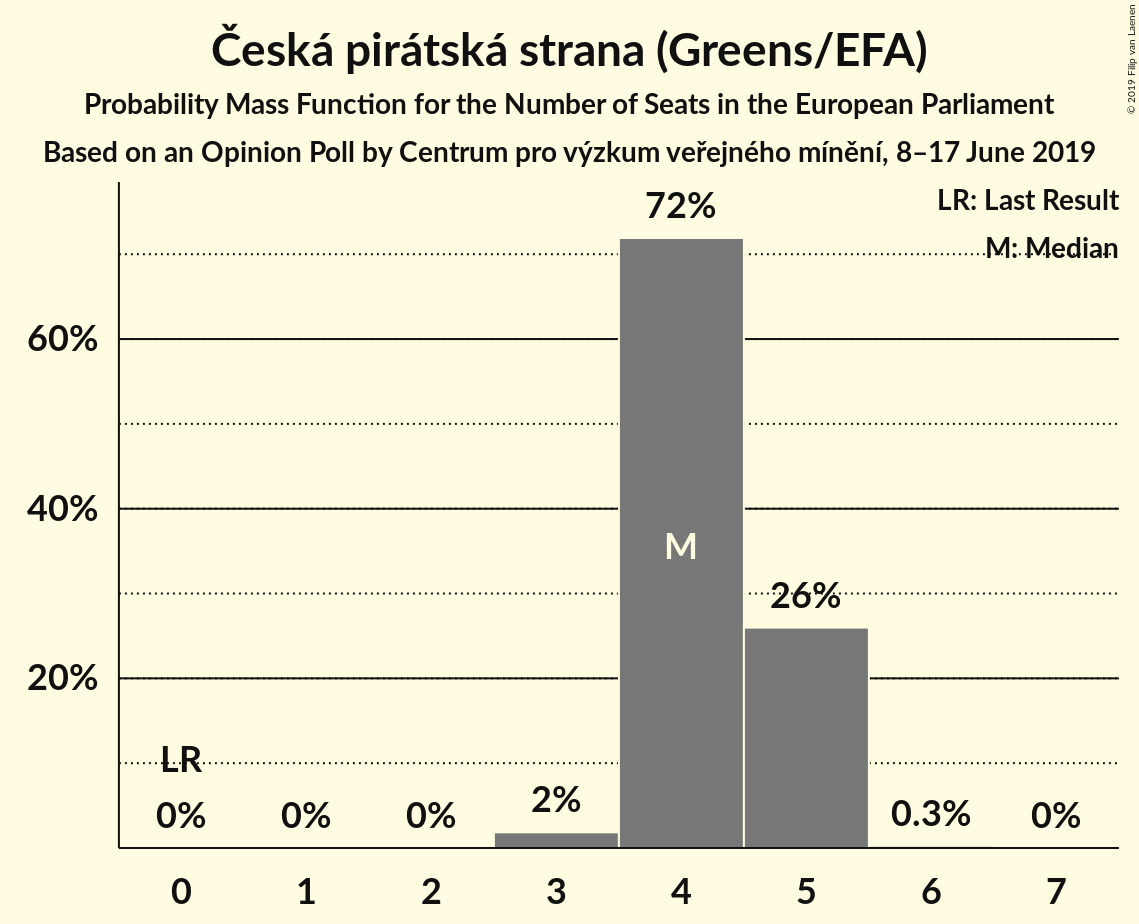 Česká pirátská strana (Greens/EFA)
Probability Mass Function for the Number of Seats in the European Parliament
Based on an Opinion Poll by Centrum pro výzkum veřejného mínění, 8–17 June 2019
© 2019 Filip van Laenen
LR: Last Result
M: Median
72%
60%
40%
M
26%
20%
LR
0% 0% 0% 2% 0.3% 0%
0 1 2 3 4 5 6 7